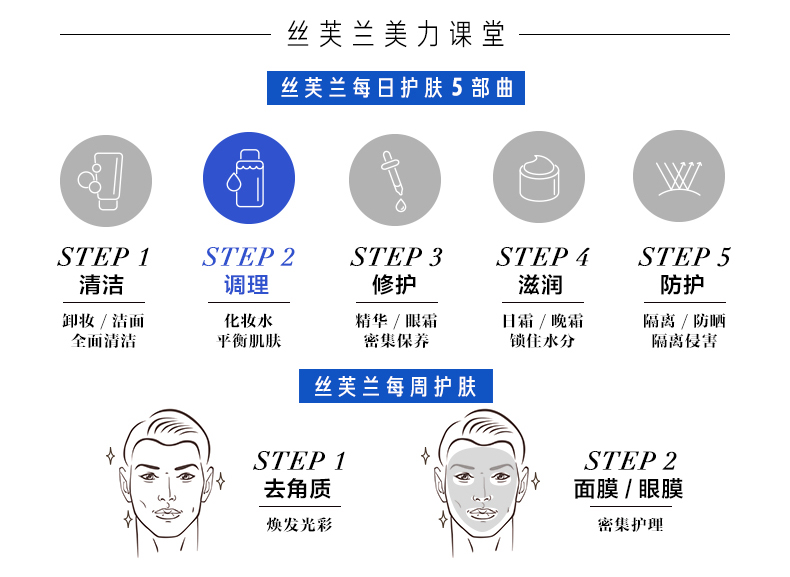 丝芙兰美力课堂
丝芙兰每日护肤5部曲
STEP 1
清洁
卸妆 / 洁面
全面清洁
STEP 2
调理
化妆水
平衡肌肤
STEP 3
修护
精华 / 眼霜
密集保养
STEP 4
滋润
日霜 / 晚霜
锁住水分
STEP 5
防护
隔离 / 防晒
隔离侵害
丝芙兰每周护肤
STEP 1
去角质
焕发光彩
STEP 2
面膜 / 眼膜
密集护理